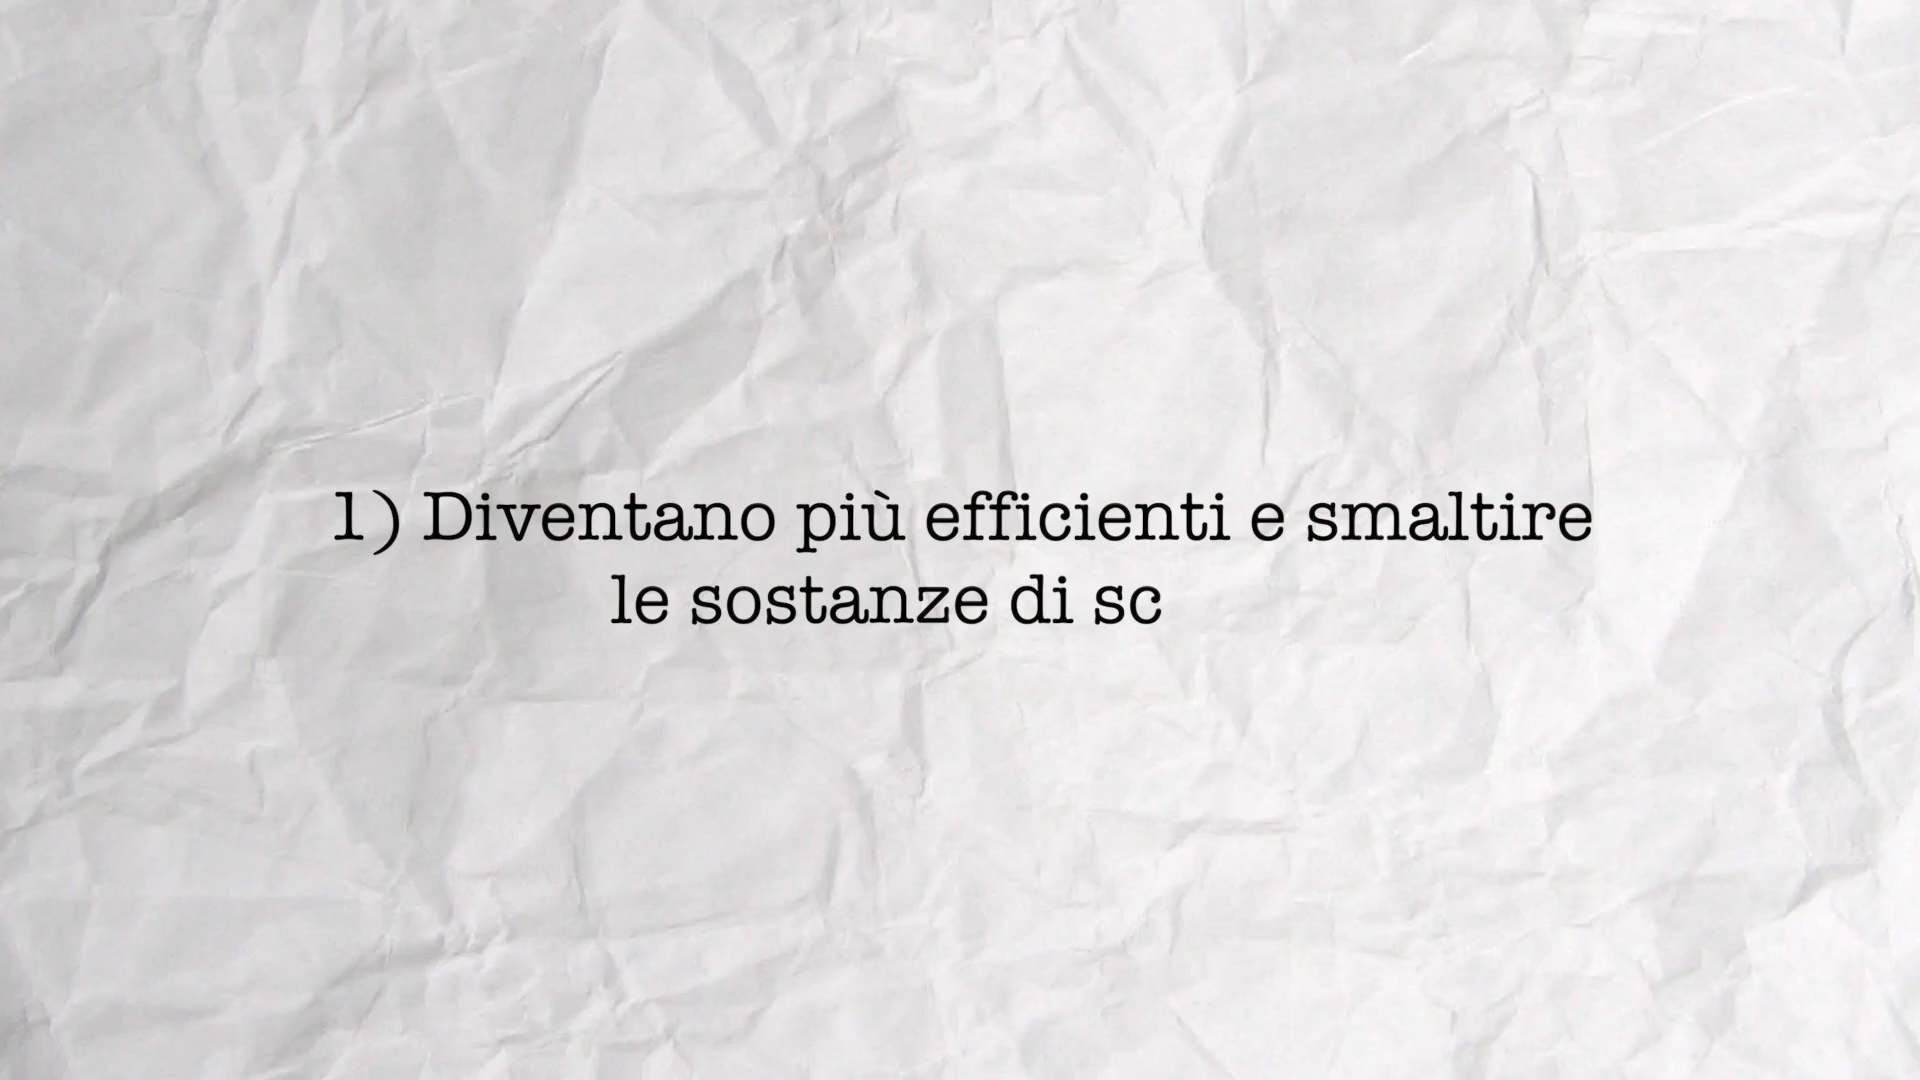 1) Diventano più efficienti e smaltire
le sostanze di sc